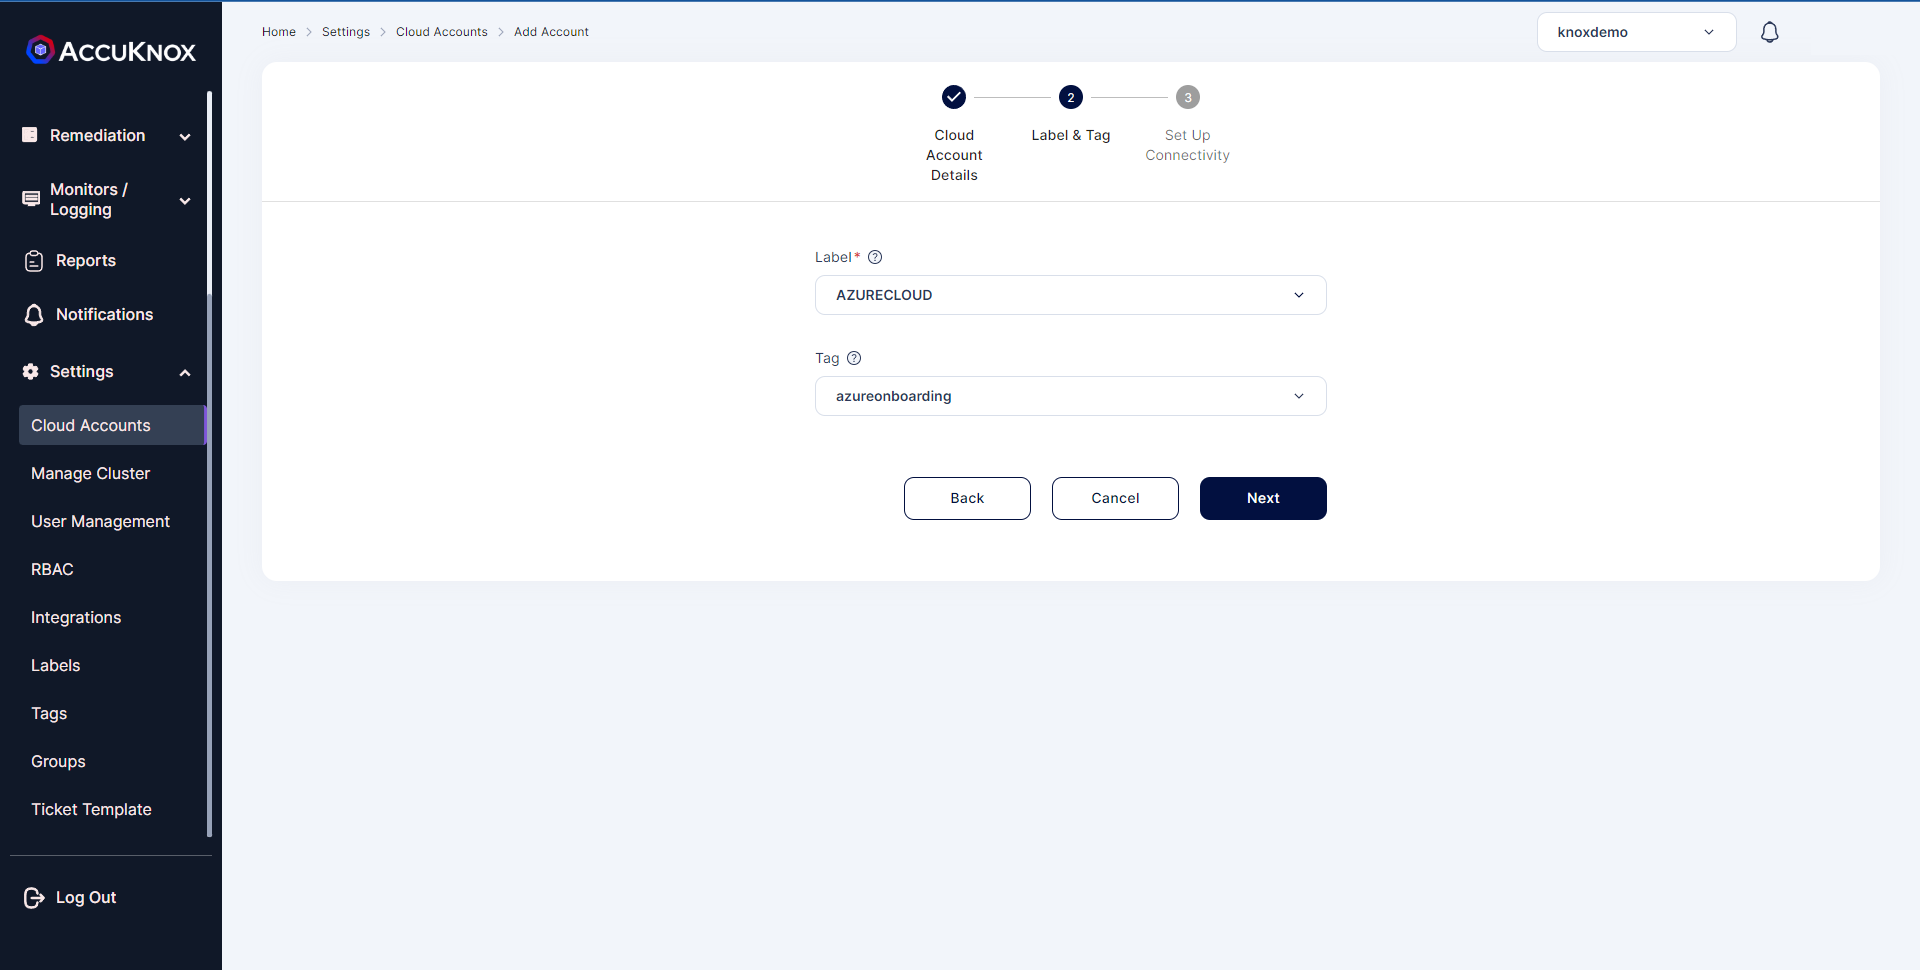 AccuKnox
Remediation
Monitors /
Logging
Reports
Notifications
Settings
Cloud Accounts
Manage Cluster
User Management
RBAC
Integrations
Labels
Tags
Groups
Ticket Template
Log Out
Home > Settings > Cloud Accounts > Add Account
knoxdemo
2
3
Cloud
Account
Details
Label & Tag
Set Up
Connectivity
Label* ?
AZURECLOUD
Tag ?
azureonboarding
Back
Cancel
Next